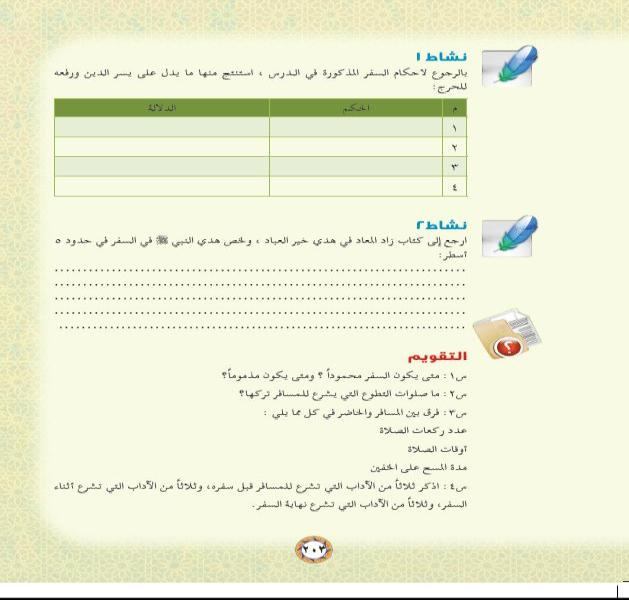 نشاط ١
بالرجوع لاحكام السفر المذكورة في الدرس ، استنتج منها ما يدل على يسر الدين ورفعه
للحرج :
م الحكم الدلالة
١
٢
٣
٤
نشاط ٢
ارجع إلى كتاب زاد المعاد في هدي خير العباد ، ولخص هدي النبي ﷺ في السفر في حدود ٥
أسطر :
التقويم
س١ : متى يكون السفر محموداً ؟ ومتى يكون مذموماً؟
س٢ : ما صلوات التطوع التي يشرع للمسافر تركها؟
س٣ : فرق بين المسافر والحاضر في كل مما يلي :
عدد ركعات الصلاة
أوقات الصلاة
مدة المسح على الخفين
س٤ : اذكر ثلاثاً من الآداب التي تشرع للمسافر قبل سفره، وثلاثاً من الآداب التي تشرع أثناء
السفر، وثلاثاً من الآداب التي تشرع نهاية السفر.
٢٠٣